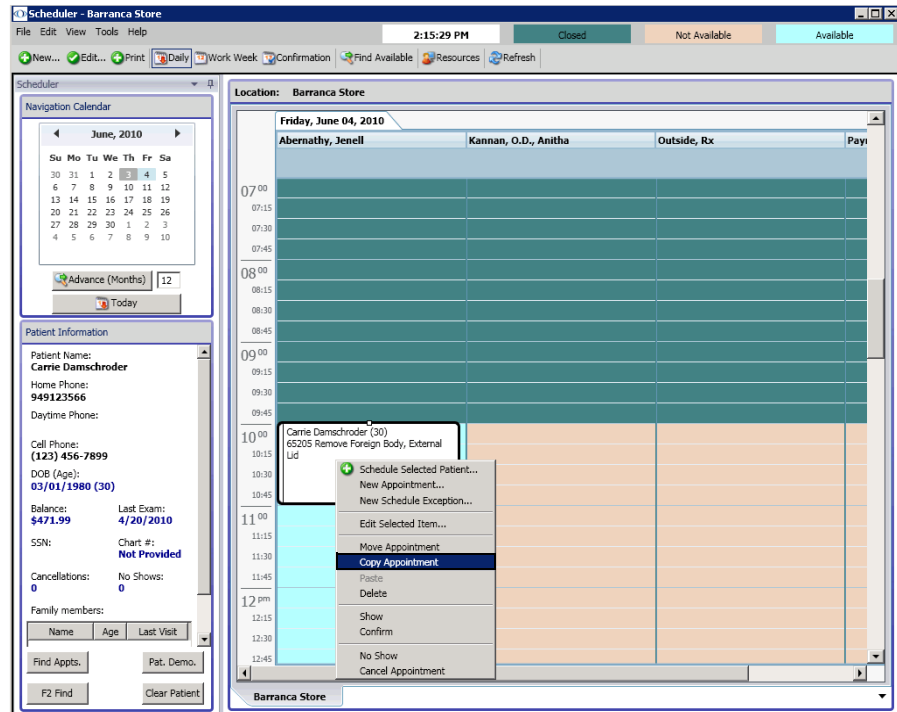 Scheduler - Barranca Store
File Edit View Tools Help
2:15:29 PM
Closed
Not Available
Available
New... Edit... Print Daily Work Week Confirmation Find Available Resources Refresh
Scheduler
Navigation Calendar
June, 2010
Su Mo Tu We Th Fr Sa
30 31 1 2 3 4 5
6 7 8 9 10 11 12
13 14 15 16 17 18 19
20 21 22 23 24 25 26
27 28 29 30 1 2 3
4 5 6 7 8 9 10
Advance (Months) 12
Today
Patient Information
Patient Name:
Carrie Damschroder
Home Phone:
949123566
Daytime Phone:
Cell Phone:
(123) 456-7899
DOB (Age):
03/01/1980 (30)
Balance: Last Exam:
$471.99 4/20/2010
SSN: Chart #:
Not Provided
Cancellations: No Shows:
0 0
Family members:
Name Age Last Visit
Find Appts. Pat. Demo.
F2 Find Clear Patient
Location: Barranca Store
Friday, June 04, 2010
Abernathy, Jenell Kannan, O.D., Anitha Outside, Rx
07 00
07:15
07:30
07:45
08 00
08:15
08:30
08:45
09 00
09:15
09:30
09:45
10 00
10:15
10:30
10:45
11 00
11:15
11:30
11:45
12 pm
12:15
12:30
12:45
Carrie Damschroder (30)
65205 Remove Foreign Body, External
Lid
Schedule Selected Patient...
New Appointment...
New Schedule Exception...
Edit Selected Item...
Move Appointment
Copy Appointment
Paste
Delete
Show
Confirm
No Show
Cancel Appointment
Barranca Store